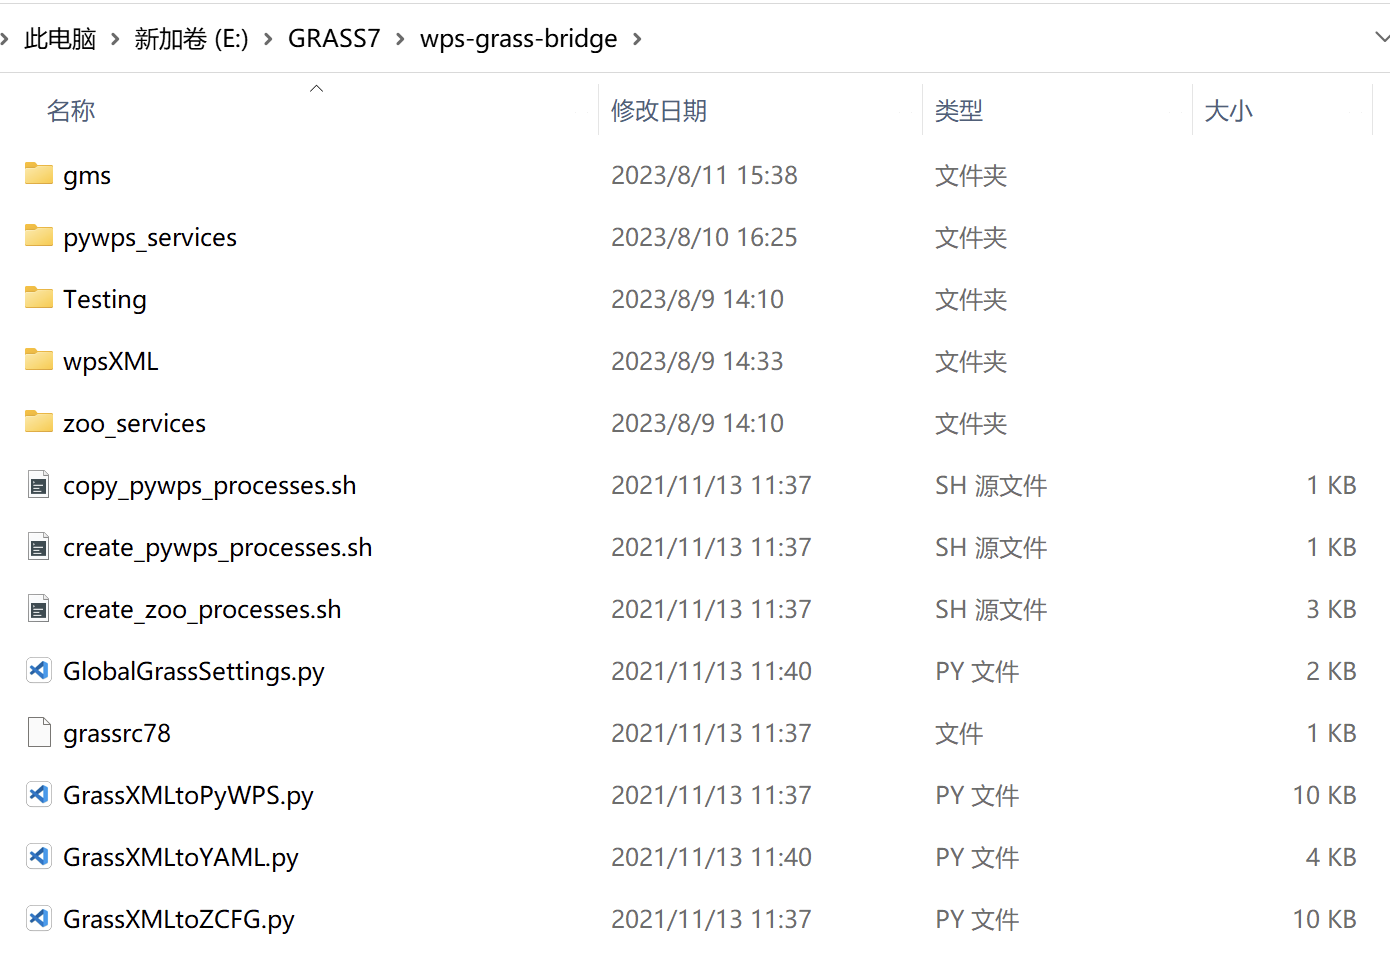 此电脑 > 新加卷 (E:) > GRASS7 > wps-grass-bridge >
名称 修改日期 类型 大小
gms 2023/8/11 15:38 文件夹
pywps_services 2023/8/10 16:25 文件夹
Testing 2023/8/9 14:10 文件夹
wpsXML 2023/8/9 14:33 文件夹
zoo_services 2023/8/9 14:10 文件夹
copy_pywps_processes.sh 2021/11/13 11:37 SH 源文件 1 KB
create_pywps_processes.sh 2021/11/13 11:37 SH 源文件 1 KB
create_zoo_processes.sh 2021/11/13 11:37 SH 源文件 3 KB
GlobalGrassSettings.py 2021/11/13 11:40 PY 文件 2 KB
grassrc78 2021/11/13 11:37 文件 1 KB
GrassXMLtoPyWPS.py 2021/11/13 11:37 PY 文件 10 KB
GrassXMLtoYAML.py 2021/11/13 11:40 PY 文件 4 KB
GrassXMLtoZCFG.py 2021/11/13 11:37 PY 文件 10 KB